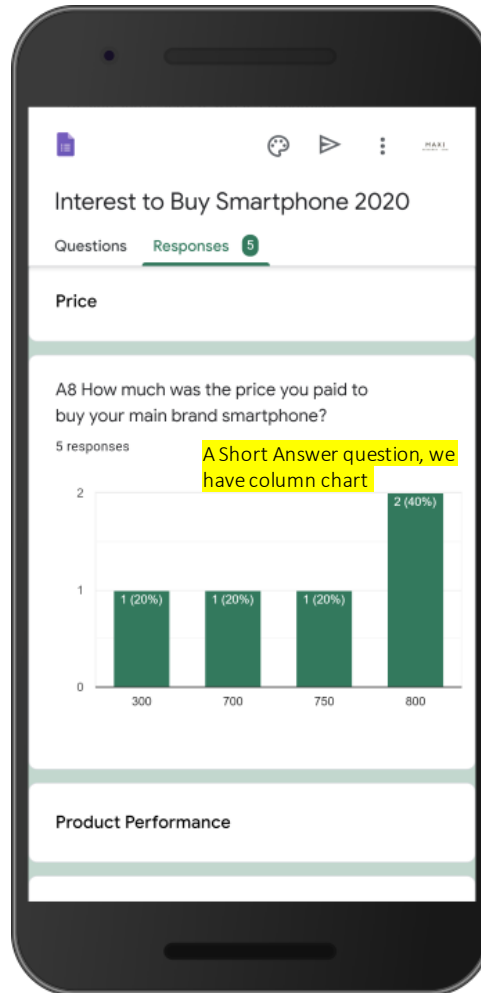 MAXI
Interest to Buy Smartphone 2020
Questions Responses 5
Price
A8 How much was the price you paid to
buy your main brand smartphone?
5 responses
A Short Answer question, we
have column chart
2
2 (40%)
1
1 (20%) 1 (20%) 1 (20%)
0
300 700 750 800
Product Performance